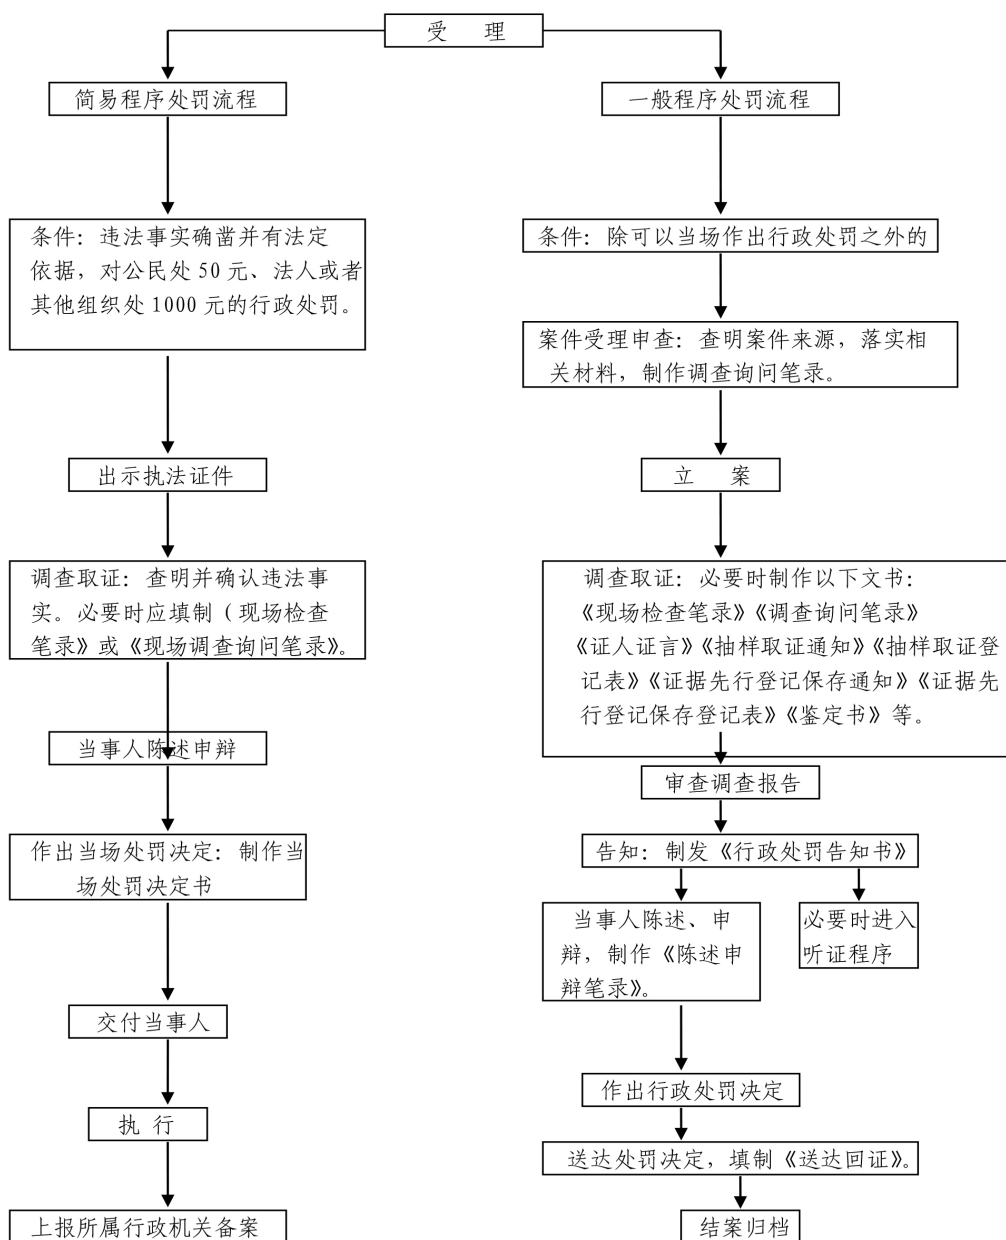 受 理
简易程序处罚流程
条件：违法事实确凿并有法定
依据，对公民处 50 元、法人或者
其他组织处 1000 元的行政处罚。
出示执法证件
调查取证：查明并确认违法事
实。必要时应填制（现场检查
笔录》或《现场调查询问笔录》。
当事人陈述申辩
作出当场处罚决定：制作当
场处罚决定书
交付当事人
执 行
上报所属行政机关备案
一般程序处罚流程
条件：除可以当场作出行政处罚之外的
案件受理审查：查明案件来源，落实相
关材料，制作调查询问笔录。
立 案
调查取证：必要时制作以下文书：
《现场检查笔录》《调查询问笔录》
《证人证言》《抽样取证通知》《抽样取证登
记表》《证据先行登记保存通知》《证据先
行登记保存登记表》《鉴定书》等。
审查调查报告
告知：制发《行政处罚告知书》
当事人陈述、申
辩，制作《陈述申
辩笔录》。
必要时进入
听证程序
作出行政处罚决定
送达处罚决定，填制《送达回证》。
结案归档